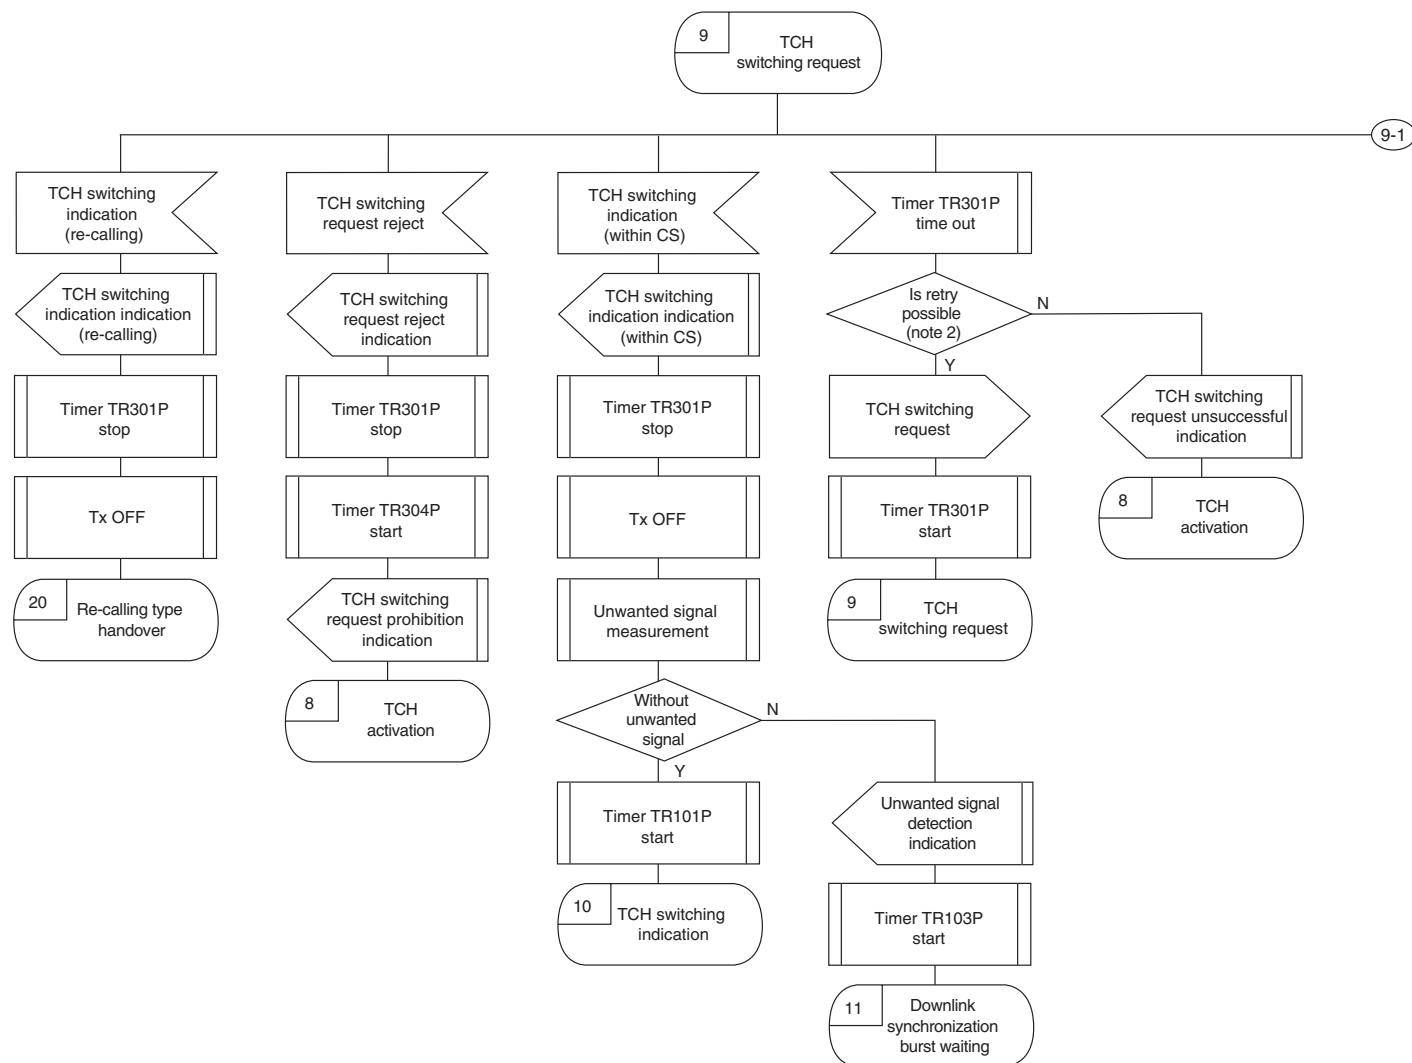 9
TCH
switching request
9-1
TCH switching
indication
(re-calling)
TCH switching
indication indication
(re-calling)
Timer TR301P
stop
Tx OFF
20
Re-calling type
handover
TCH switching
request reject
TCH switching
request reject
indication
Timer TR301P
stop
Timer TR304P
start
TCH switching
request prohibition
indication
8
TCH
activation
TCH switching
indication
(within CS)
TCH switching
indication indication
(within CS)
Timer TR301P
stop
Tx OFF
Unwanted signal
measurement
Without
unwanted
signal
N
Y
Timer TR101P
start
10
TCH switching
indication
Unwanted signal
detection
indication
Timer TR103P
start
11
Downlink
synchronization
burst waiting
Timer TR301P
time out
Is retry
possible
(note 2)
N
Y
TCH switching
request
Timer TR301P
start
9
TCH
switching request
TCH switching
request unsuccessful
indication
8
TCH
activation